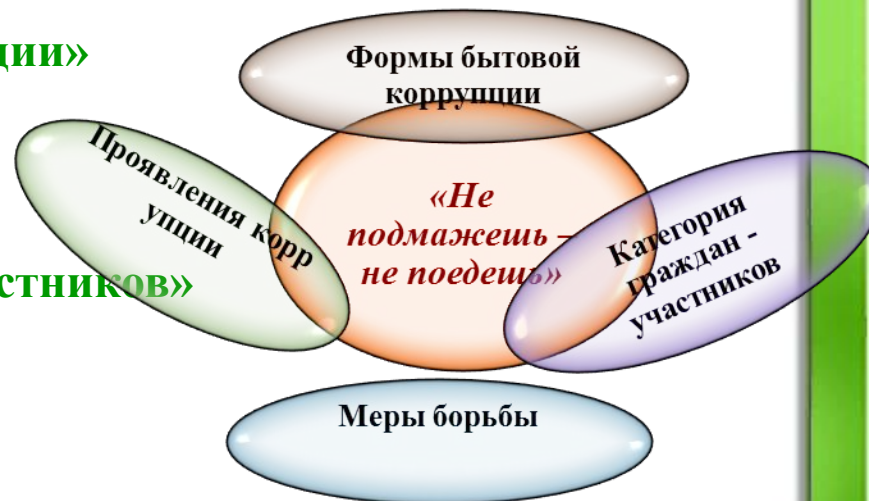 ции»
Формы бытовой
коррупции
Проявления корр
упции
«Не
подмажешь –
не поедешь»
Категория
граждан -
участников
стников»
Меры борьбы